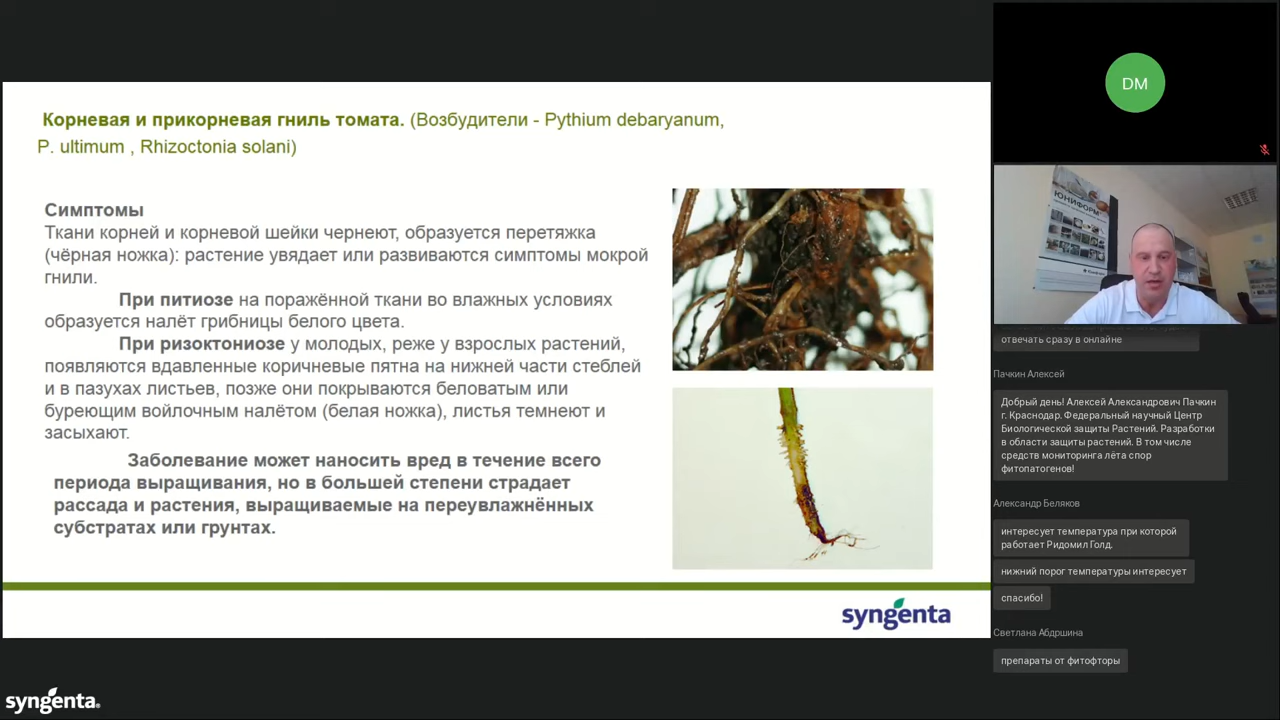 Корневая и прикорневая гниль томата. (Возбудители - Pythium debaryanum,
P. ultimum , Rhizoctonia solani)
Симптомы
Ткани корней и корневой шейки чернеют, образуется перетяжка
(чёрная ножка): растение увядает или развиваются симптомы мокрой
гнили.
При питиозе на поражённой ткани во влажных условиях
образуется налёт грибницы белого цвета.
При ризоктониозе у молодых, реже у взрослых растений,
появляются вдавленные коричневые пятна на нижней части стеблей
и в пазухах листьев, позже они покрываются беловатым или
буреющим войлочным налётом (белая ножка), листья темнеют и
засыхают.
Заболевание может наносить вред в течение всего
периода выращивания, но в большей степени страдает
рассада и растения, выращиваемые на переувлажнённых
субстратах или грунтах.
syngenta
syngenta.
DM
ЮНИФОРМ
отвечать сразу в онлайне
Пачкин Алексей
Добрый день! Алексей Александрович Пачкин
г. Краснодар. Федеральный научный Центр
Биологической защиты Растений. Разработки
в области защиты растений. В том числе
средств мониторинга лёта спор
фитопатогенов!
Александр Беляков
интересует температура при которой
работает Ридомил Голд.
нижний порог температуры интересует
спасибо!
Светлана Абдршина
препараты от фитофторы